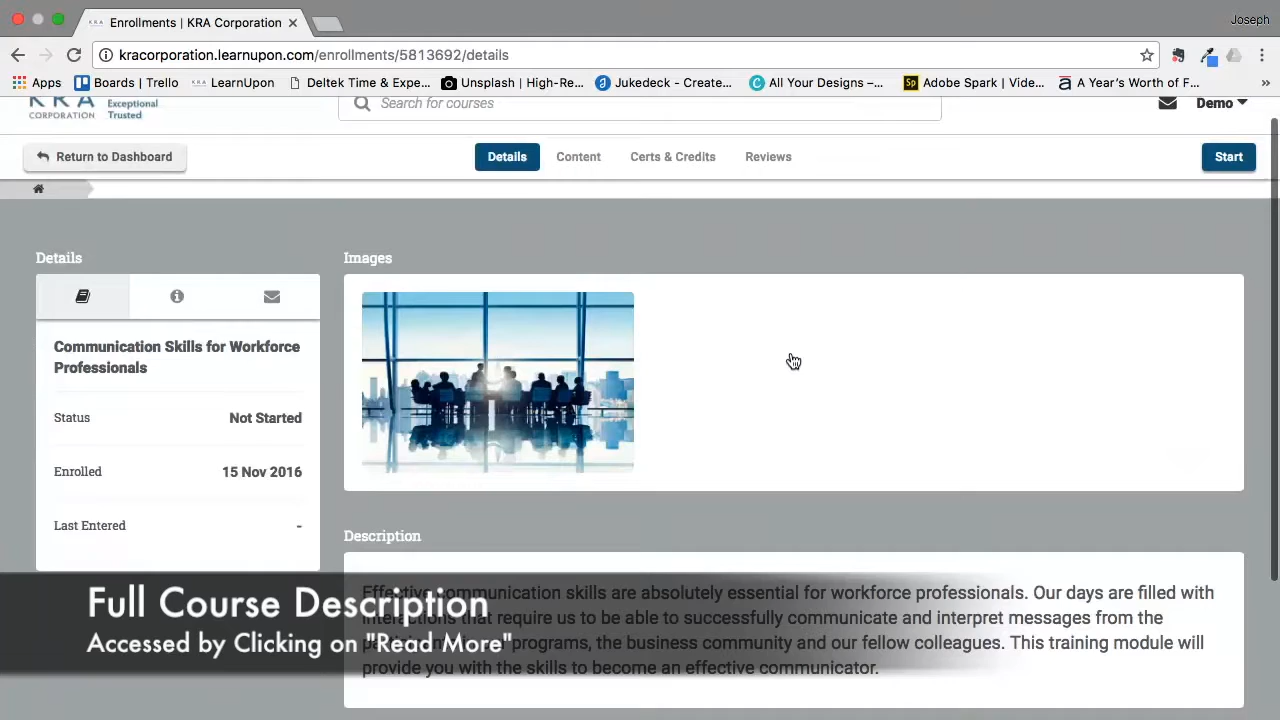 Joseph
KRA Enrollments | KRA Corporation
kracorporation.learnupon.com/enrollments/5813692/details
Apps Boards | Trello KRA LearnUpon Deltek Time & Expe... Unsplash | High-Re... Jukedeck - Create... All Your Designs –... Adobe Spark | Vide... A Year's Worth of F... »
KRA Exceptional
CORPORATION Trusted
Search for courses
Demo
Return to Dashboard
Details Content Certs & Credits Reviews
Start
Details
Communication Skills for Workforce
Professionals
Status Not Started
Enrolled 15 Nov 2016
Last Entered -
Images
Description
Effective communication skills are absolutely essential for workforce professionals. Our days are filled with
interactions that require us to be able to successfully communicate and interpret messages from the
programs, the business community and our fellow colleagues. This training module will
provide you with the skills to become an effective communicator.
Full Course Description
Accessed by Clicking on "Read More"